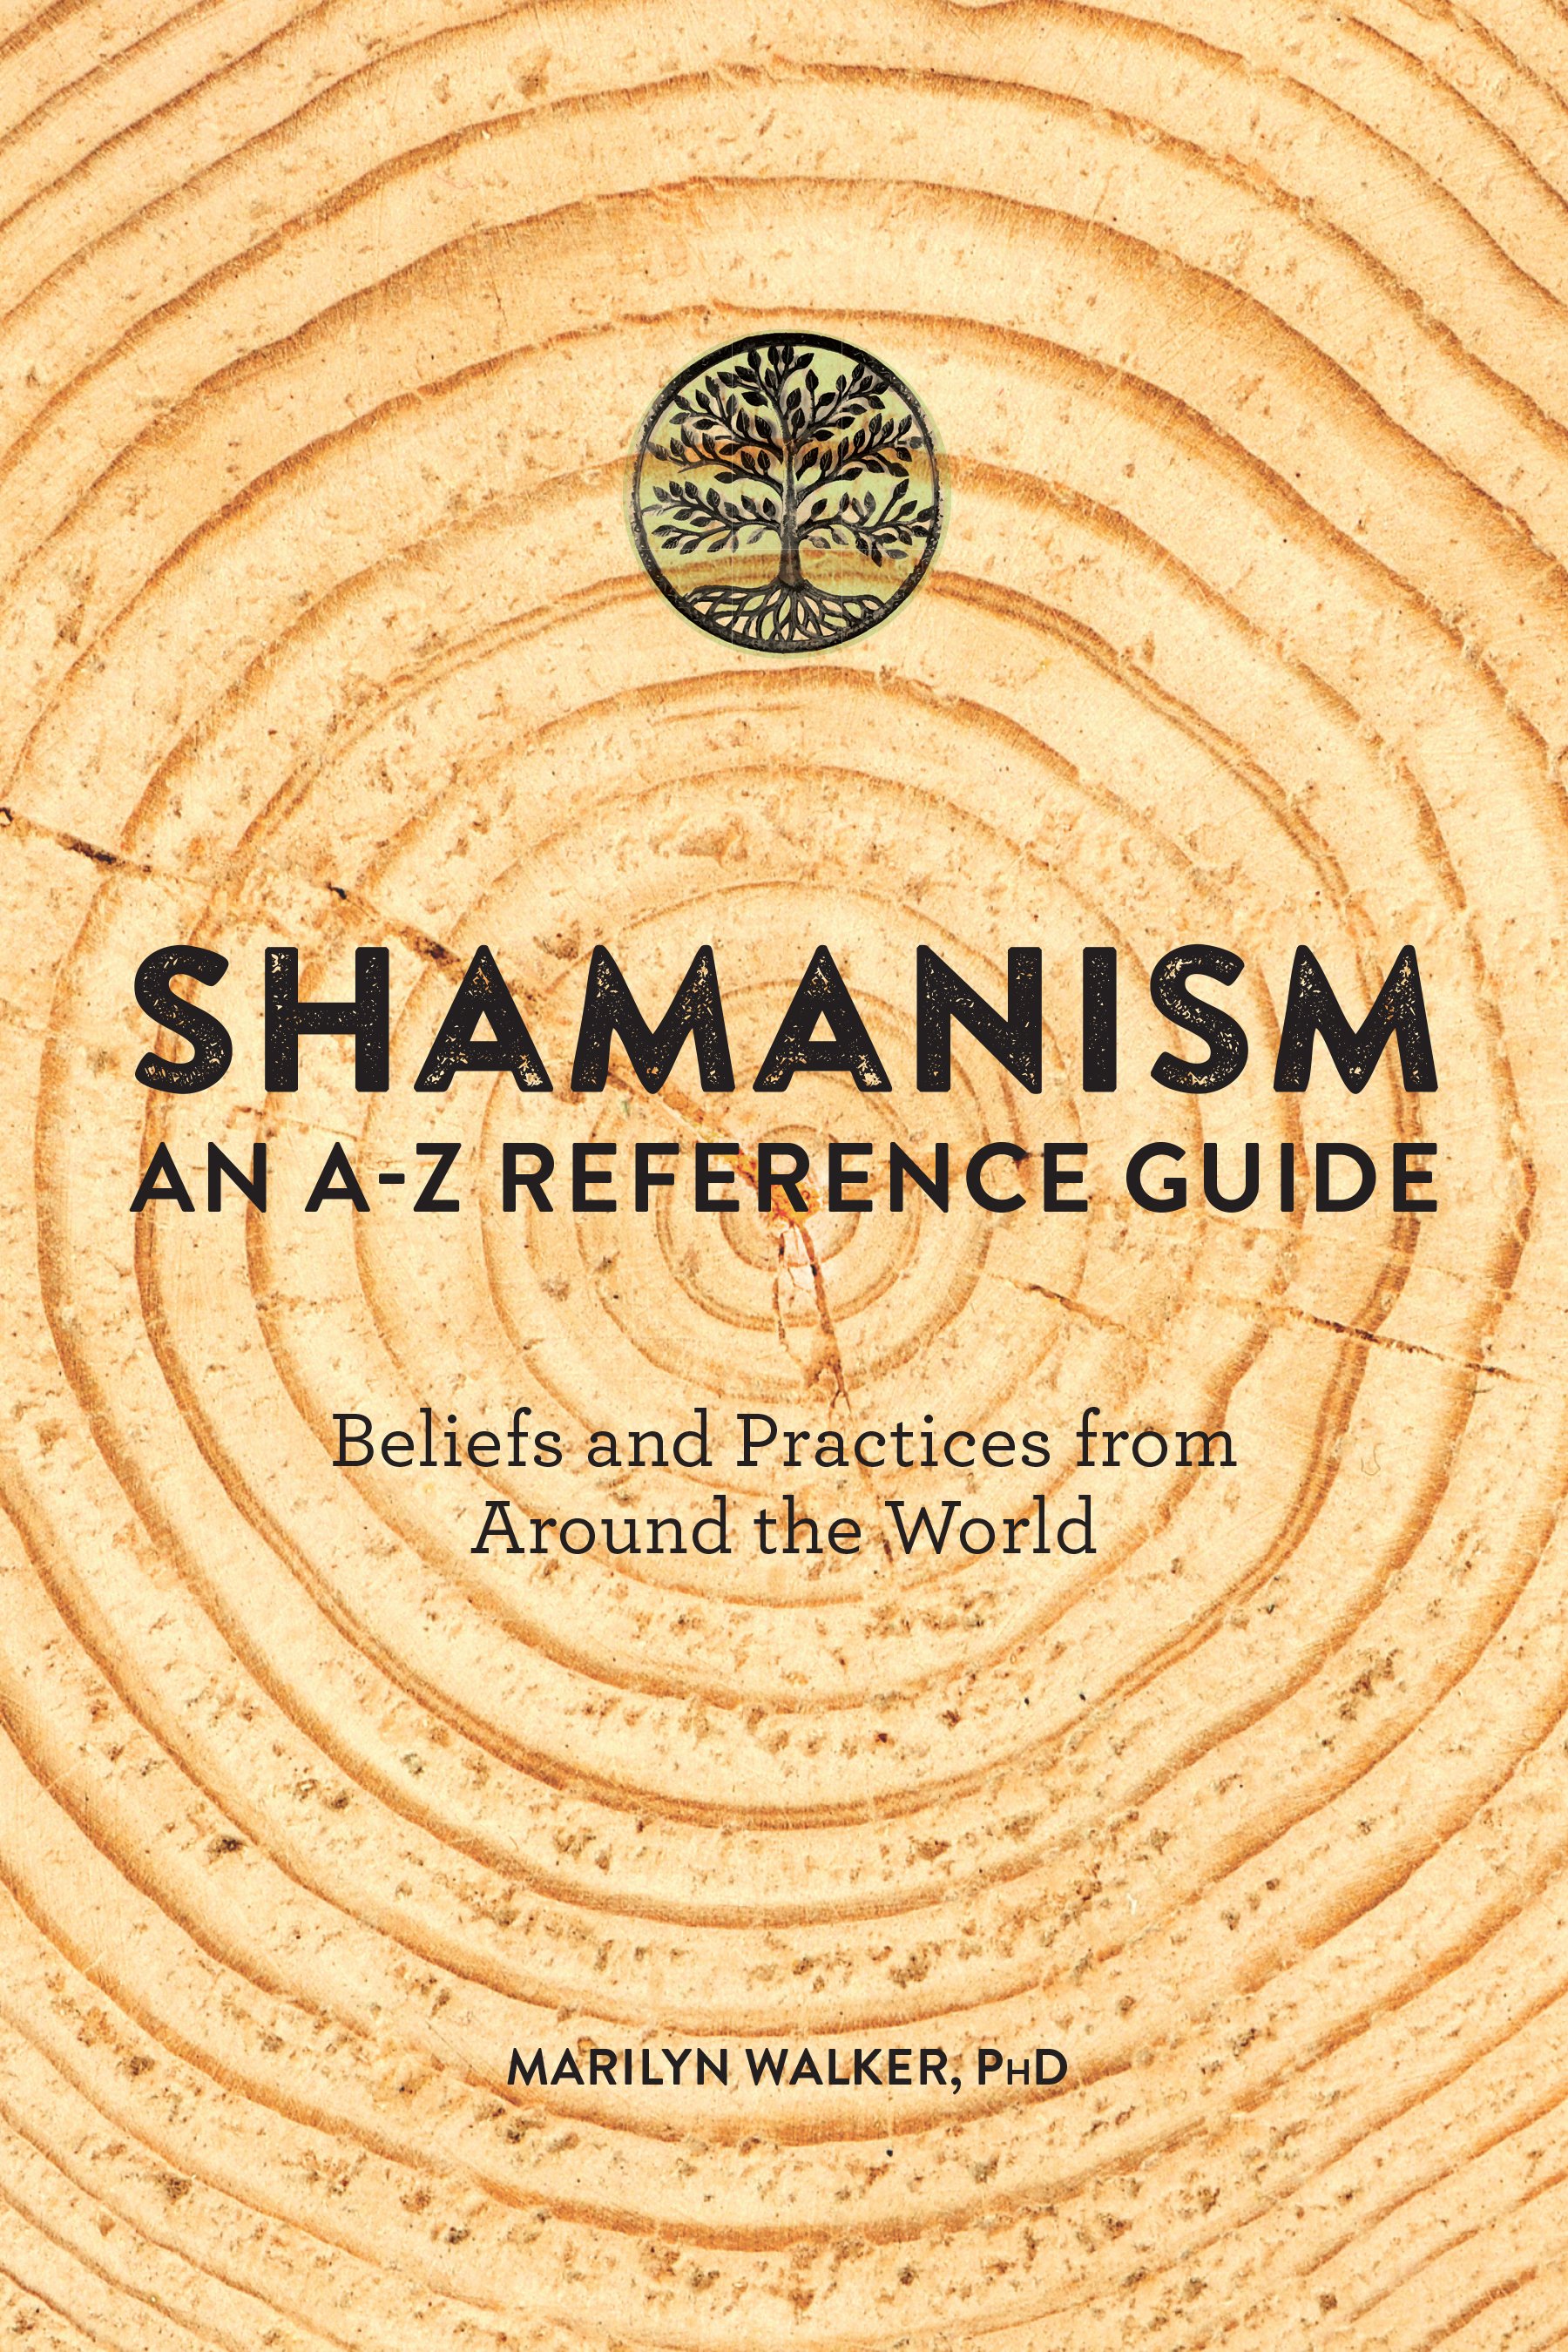 SHAMANISM
AN A-Z REFERENCE GUIDE
Beliefs and Practices from
Around the World
MARILYN WALKER, PHD